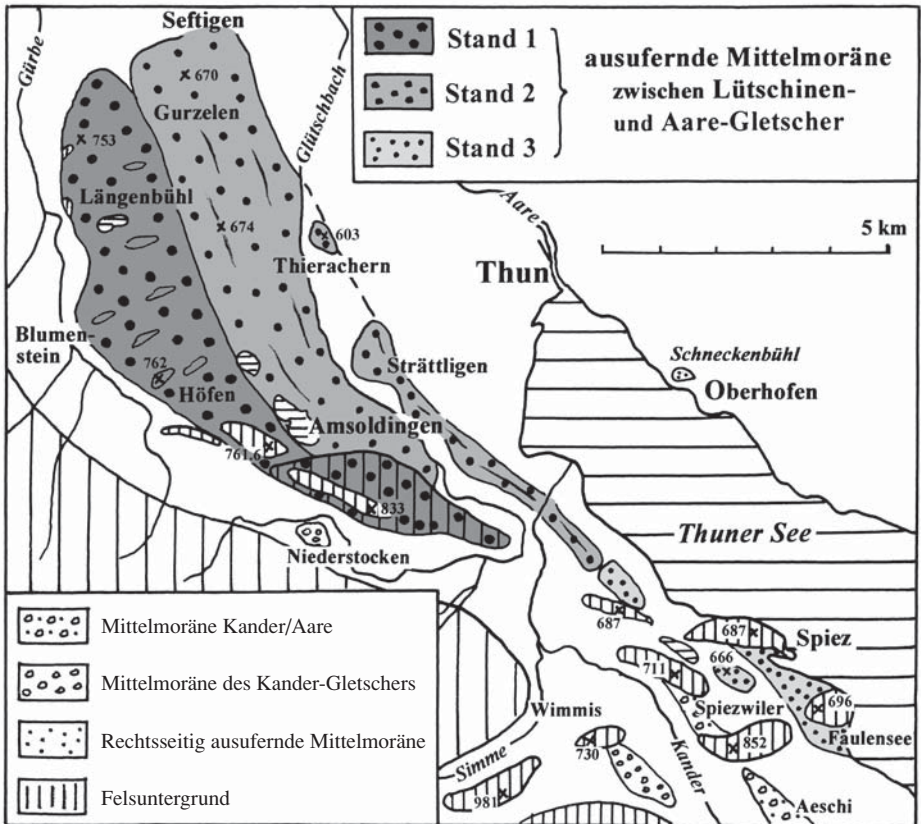 Seftigen
Gürbe
670
Gurzelen
753
Glütschbach
Längenbühl
674
603
Thierachern
Blumen-
stein
762
Höfen
Strättligen
Amsoldingen
761.6
833
Niederstocken
Stand 1
Stand 2
Stand 3
ausufernde Mittelmoräne
zwischen Lütschinen-
und Aare-Gletscher
Aare
5 km
Thun
Schneckenbühl
Oberhofen
Thuner See
687
687
Spiez
711
666
696
Spiezwiler
Wimmis
852
Faulensee
730
Simme
Kander
981
Aeschi
Mittelmoräne Kander/Aare
Mittelmoräne des Kander-Gletschers
Rechtsseitig ausufernde Mittelmoräne
Felsuntergrund